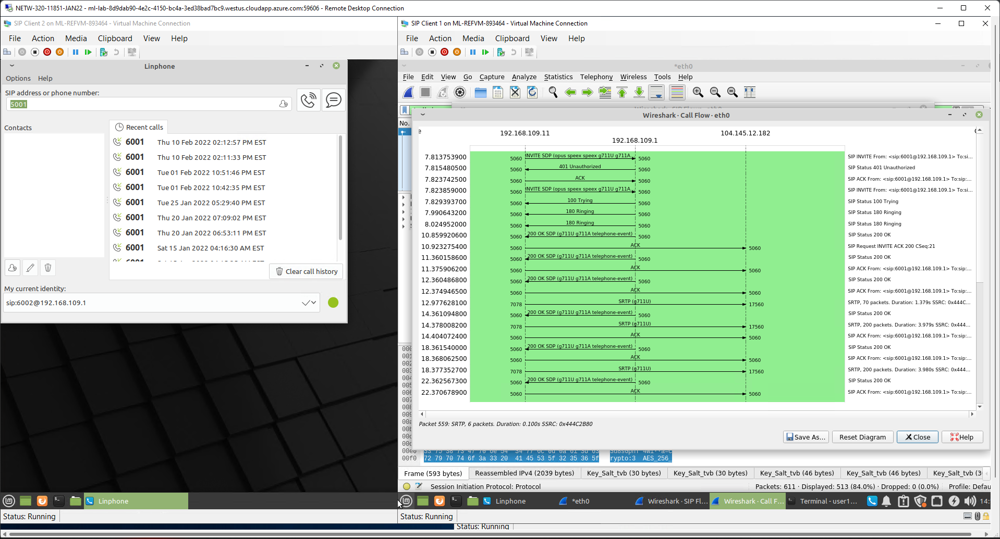 NETW-320-11851-JAN22 - ml-lab-8d9dab90-4e2c-4150-bc4a-3ed38bad7bc9.westus.cloudapp.azure.com:59606 - Remote Desktop Connection
SIP Client 2 on ML-REFVM-893464 - Virtual Machine Connection
File Action Media Clipboard View Help
Linphone
Options Help
SIP address or phone number:
5001
Contacts
Recent calls
6001 Thu 10 Feb 2022 02:12:57 PM EST
6001 Thu 10 Feb 2022 02:11:33 PM EST
6001 Tue 01 Feb 2022 10:51:46 PM EST
6001 Tue 01 Feb 2022 10:42:35 PM EST
6001 Tue 25 Jan 2022 05:29:40 PM EST
6001 Thu 20 Jan 2022 07:09:02 PM EST
6001 Thu 20 Jan 2022 06:53:11 PM EST
6001 Sat 15 Jan 2022 04:16:30 AM EST
Clear call history
My current identity:
sip:6002@192.168.109.1
Linphone
Status: Running
SIP Client 1 on ML-REFVM-893464 - Virtual Machine Connection
File Action Media Clipboard View Help
*eth0
File Edit View Go Capture Analyze Statistics Telephony Wireless Tools Help
No.
Wireshark · Call Flow · eth0
192.168.109.11 104.145.12.182
192.168.109.1
7.813753900 5060 INVITE SDP (opus speex speex g711U g711A... 5060 SIP INVITE From: <sip:6001@192.168.109.1> To:si...
7.815480500 5060 401 Unauthorized 5060 SIP Status 401 Unauthorized
7.823742500 5060 ACK 5060 SIP ACK From: <sip:6001@192.168.109.1> To:sip:...
7.823859000 5060 INVITE SDP (opus speex speex g711U g711A... 5060 SIP INVITE From: <sip:6001@192.168.109.1> To:si...
7.829393700 5060 100 Trying 5060 SIP Status 100 Trying
7.990643200 5060 180 Ringing 5060 SIP Status 180 Ringing
8.024952000 5060 180 Ringing 5060 SIP Status 180 Ringing
10.859920600 5060 200 OK SDP (g711U g711A telephone-event) 5060 SIP Status 200 OK
10.923275400 5060 ACK 5060 SIP Request INVITE ACK 200 CSeq:21
11.360158600 5060 200 OK SDP (g711U g711A telephone-event) 5060 SIP Status 200 OK
11.375906200 5060 ACK 5060 SIP ACK From: <sip:6001@192.168.109.1> To:sip:...
12.360486800 5060 200 OK SDP (g711U g711A telephone-event) 5060 SIP Status 200 OK
12.374946500 5060 ACK 5060 SIP ACK From: <sip:6001@192.168.109.1> To:sip:...
12.977628100 7078 SRTP (g711U) 17560 SRTP, 70 packets. Duration: 1.379s SSRC: 0x444C...
14.361094800 5060 200 OK SDP (g711U g711A telephone-event) 5060 SIP Status 200 OK
14.378008200 7078 SRTP (g711U) 17560 SRTP, 200 packets. Duration: 3.979s SSRC: 0x444...
14.404072400 5060 ACK 5060 SIP ACK From: <sip:6001@192.168.109.1> To:sip:...
18.361540000 5060 200 OK SDP (g711U g711A telephone-event) 5060 SIP Status 200 OK
18.368062500 5060 ACK 5060 SIP ACK From: <sip:6001@192.168.109.1> To:sip:...
18.377352700 7078 SRTP (g711U) 17560 SRTP, 200 packets. Duration: 3.980s SSRC: 0x444...
22.362567300 5060 200 OK SDP (g711U g711A telephone-event) 5060 SIP Status 200 OK
22.370678900 5060 ACK 5060 SIP ACK From: <sip:6001@192.168.109.1> To:sip:...
Packet 559: SRTP, 6 packets. Duration: 0.100s SSRC: 0x444C2B80
Save As... Reset Diagram Close Help
00f0 72 79 70 74 6f 3a 33 20 41 45 53 5f 32 35 36 5f rypto:3 AES_256_
Frame (593 bytes) Reassembled IPv4 (2039 bytes) Key_Salt_tvb (30 bytes) Key_Salt_tvb (30 bytes) Key_Salt_tvb (46 bytes) Key_Salt_tvb (46 bytes) Key_Salt_tvb (3
Session Initiation Protocol: Protocol Packets: 611 · Displayed: 513 (84.0%) · Dropped: 0 (0.0%) Profile: Defau
Linphone *eth0 Wireshark · SIP Fl... Wireshark · Call F... Terminal - user1... 14:
Status: Running
Status: Running